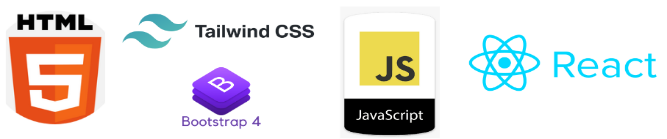 HTML
5
Tailwind CSS
B
Bootstrap 4
JS
JavaScript
React